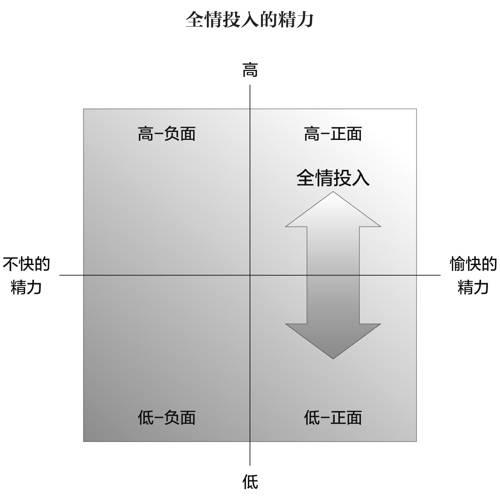 全情投入的精力
高
高–负面
高–正面
全情投入
不快的
精力
愉快的
精力
低–负面
低–正面
低